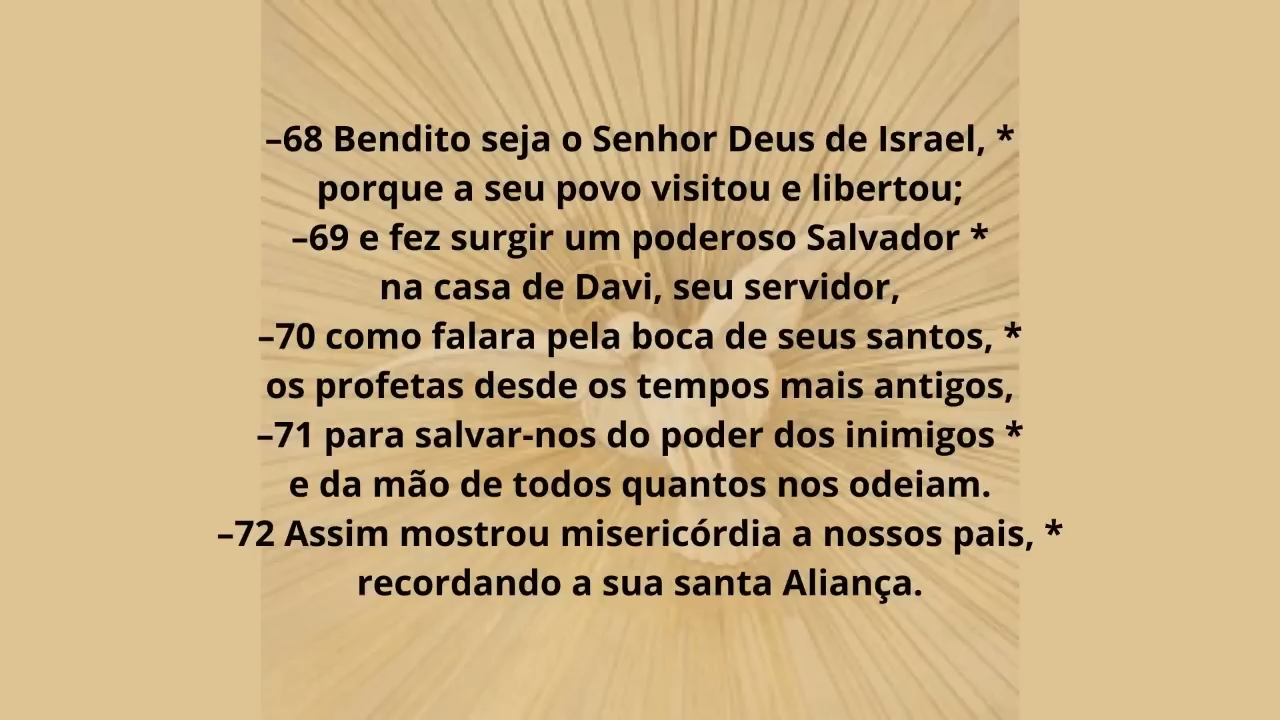 –68 Bendito seja o Senhor Deus de Israel, *
porque a seu povo visitou e libertou;
–69 e fez surgir um poderoso Salvador *
na casa de Davi, seu servidor,
–70 como falara pela boca de seus santos, *
os profetas desde os tempos mais antigos,
–71 para salvar-nos do poder dos inimigos *
e da mão de todos quantos nos odeiam.
–72 Assim mostrou misericórdia a nossos pais, *
recordando a sua santa Aliança.